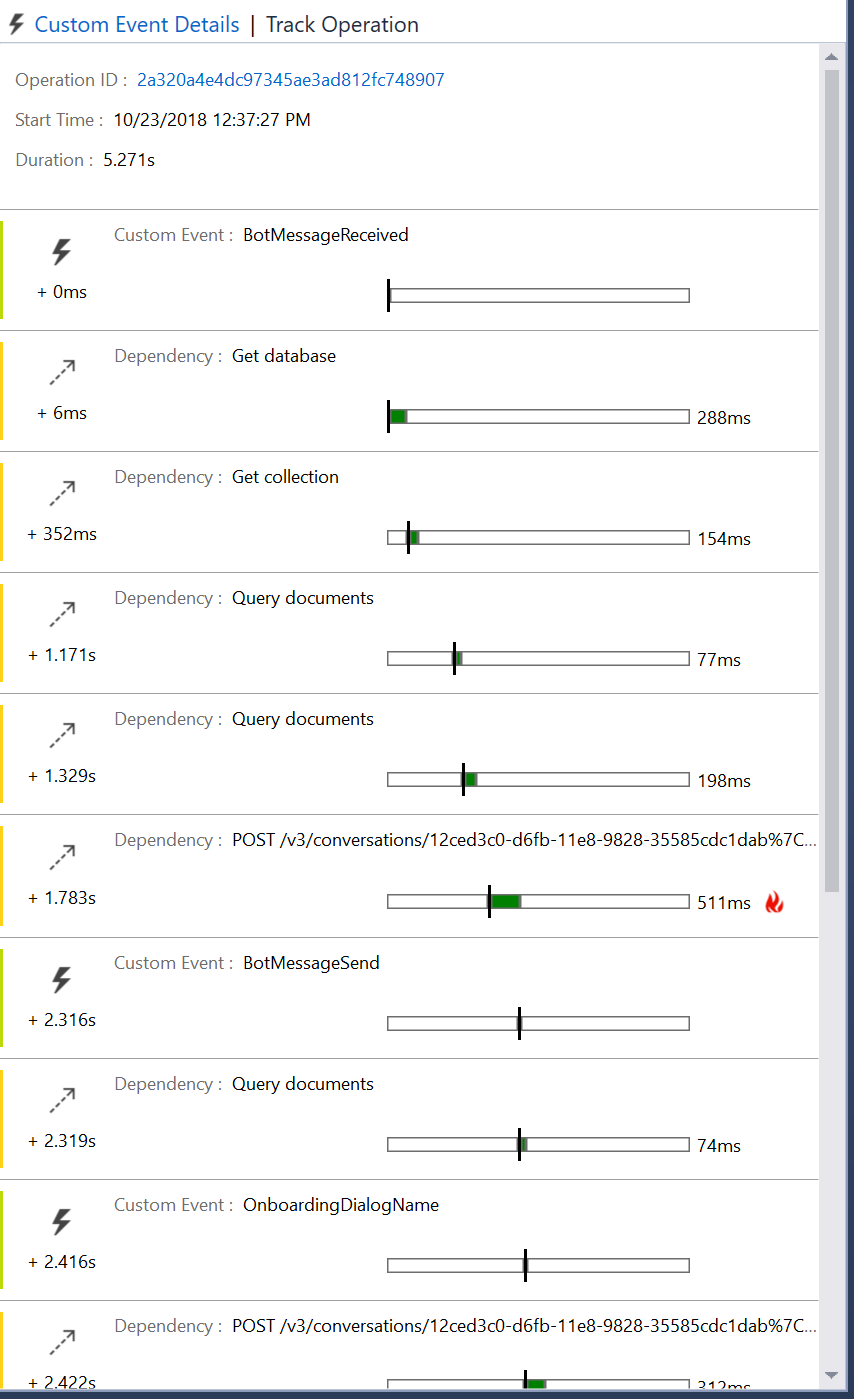 Custom Event Details | Track Operation
Operation ID : 2a320a4e4dc97345ae3ad812fc748907
Start Time : 10/23/2018 12:37:27 PM
Duration : 5.271s
Custom Event : BotMessageReceived
+ 0ms
Dependency : Get database
+ 6ms
288ms
Dependency : Get collection
+ 352ms
154ms
Dependency : Query documents
+ 1.171s
77ms
Dependency : Query documents
+ 1.329s
198ms
Dependency : POST /v3/conversations/12ced3c0-d6fb-11e8-9828-35585cdc1dab%7C...
+ 1.783s
511ms
Custom Event : BotMessageSend
+ 2.316s
Dependency : Query documents
+ 2.319s
74ms
Custom Event : OnboardingDialogName
+ 2.416s
Dependency : POST /v3/conversations/12ced3c0-d6fb-11e8-9828-35585cdc1dab%7C...
+ 2.422s
312ms